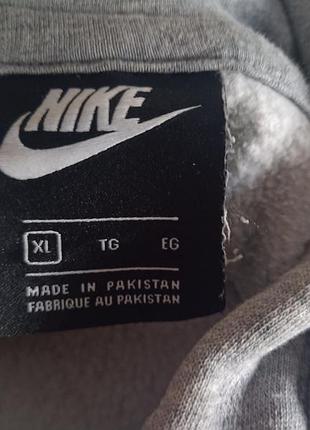 NIKE
XL TG EG
MADE IN PAKISTAN
FABRIQUE AU PAKISTAN